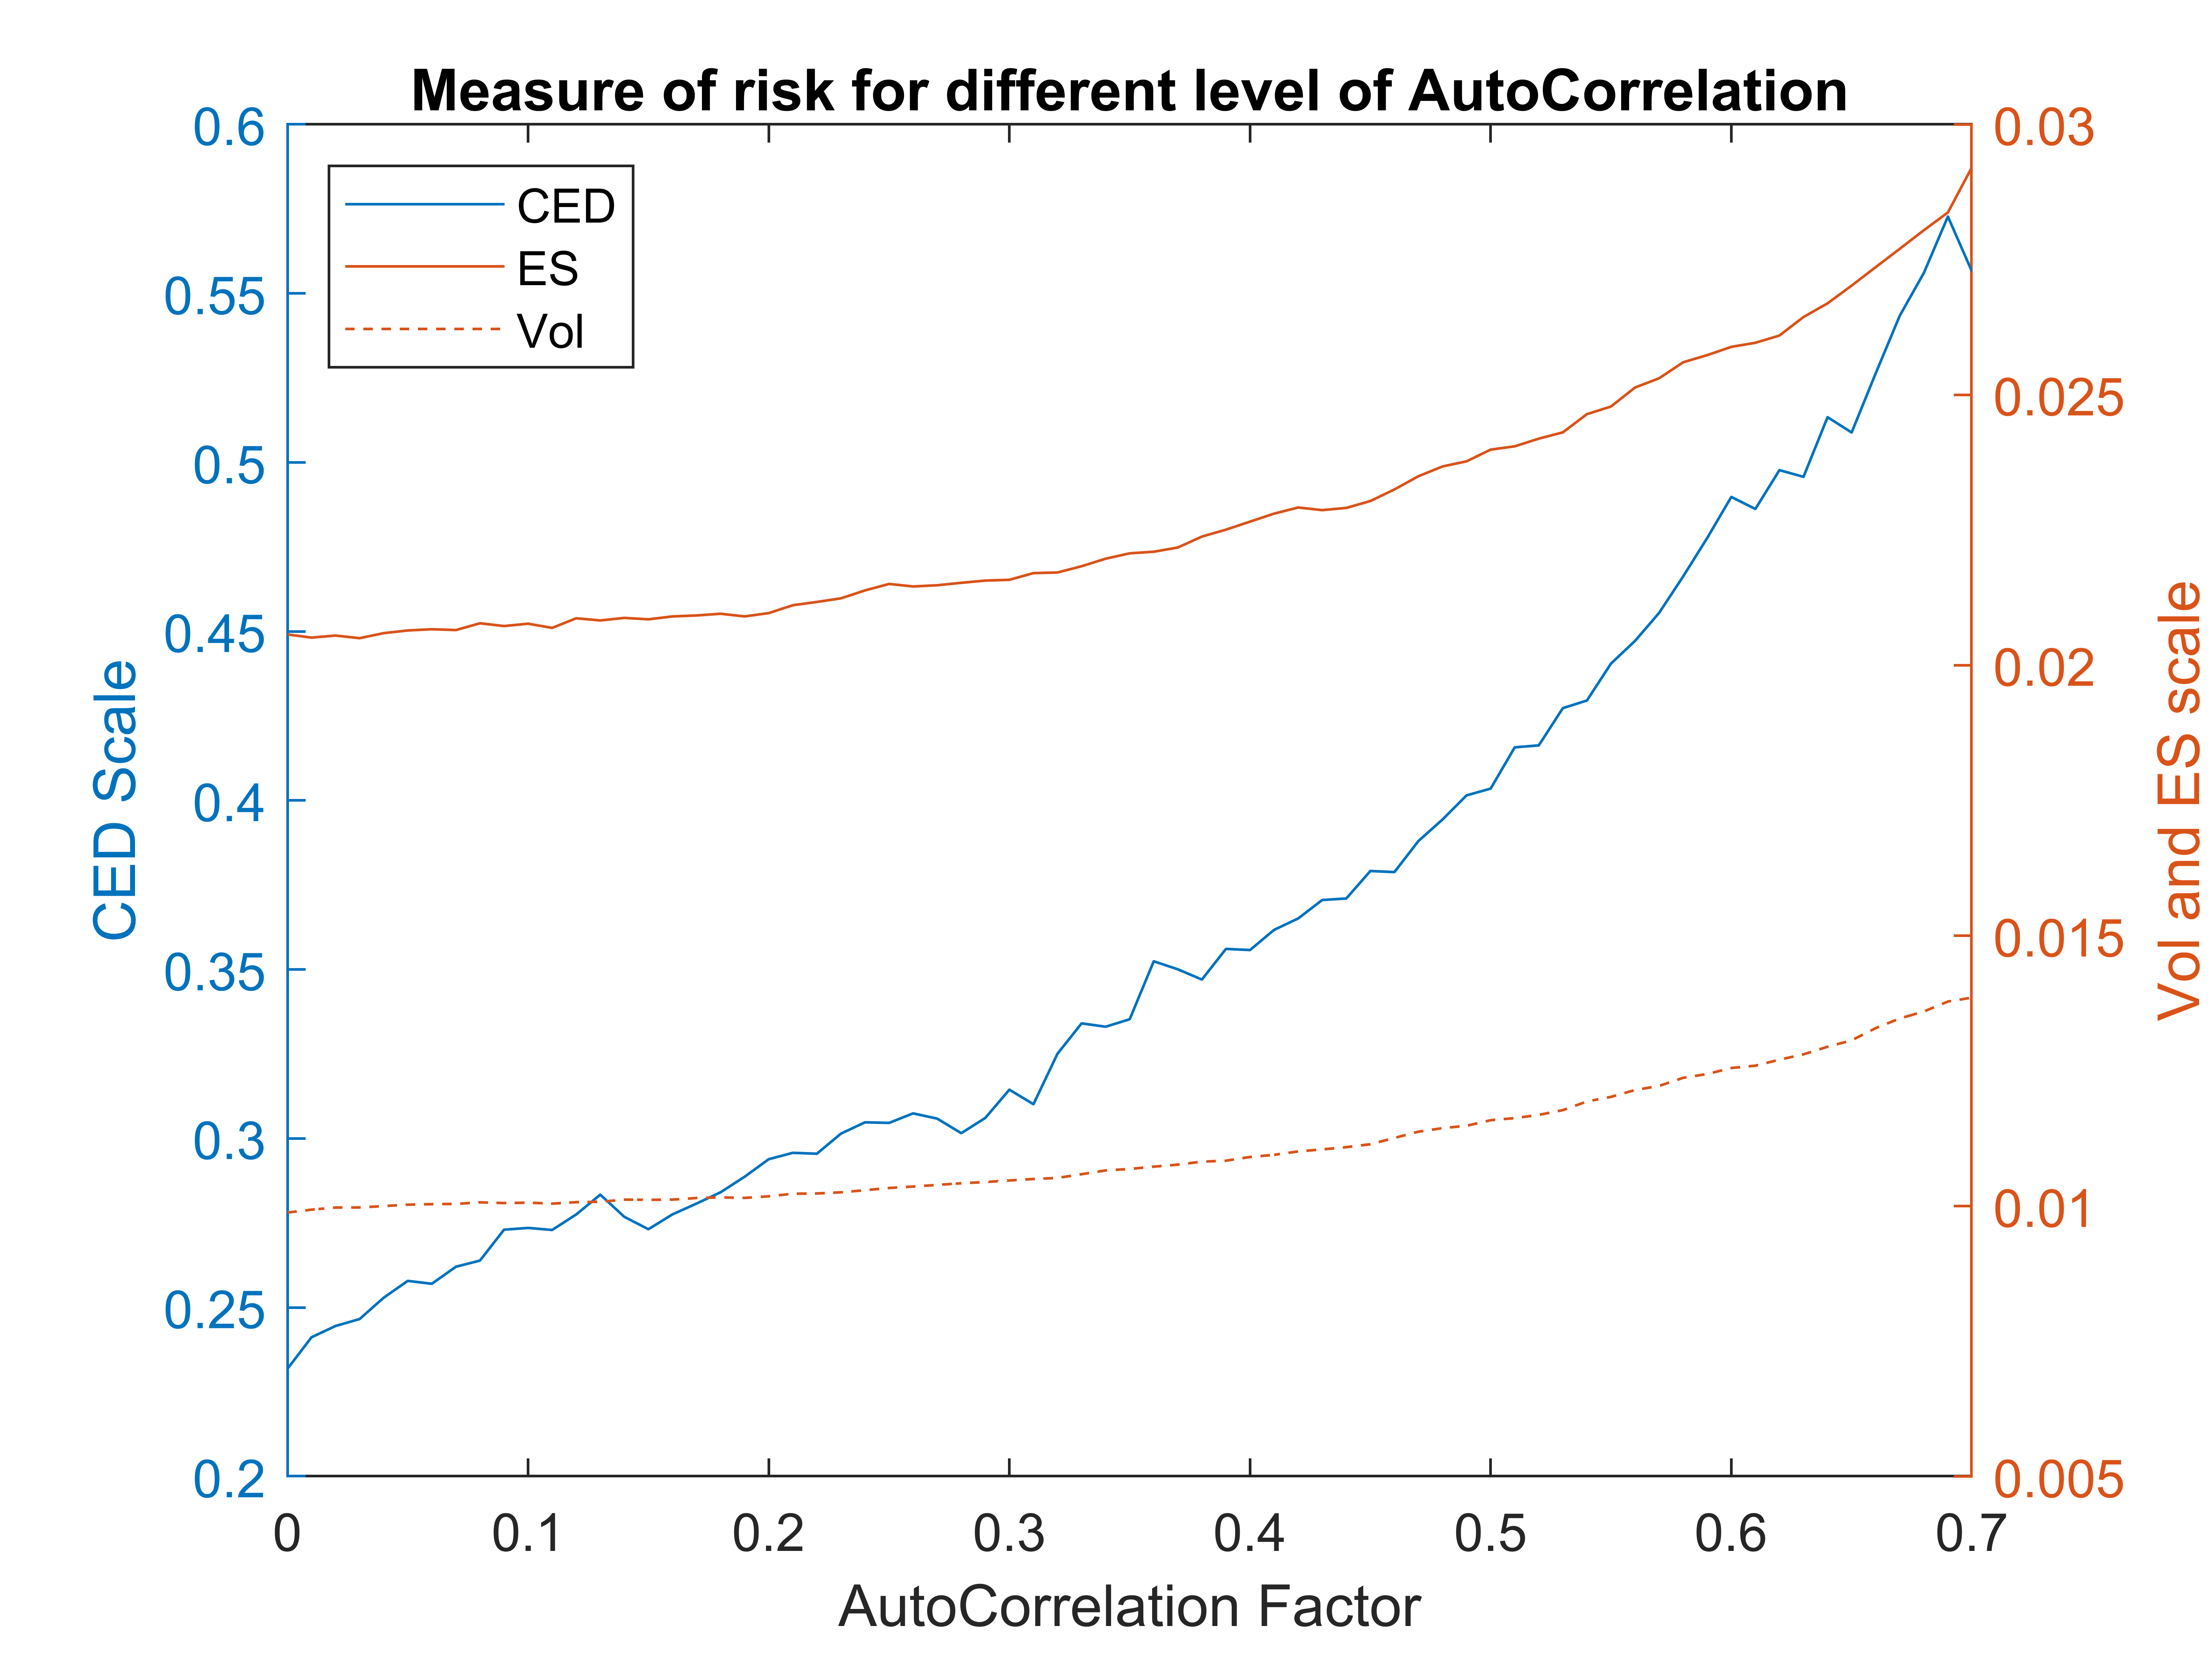 Measure of risk for different level of AutoCorrelation
CED
ES
Vol
0.6
0.55
0.5
0.45
0.4
0.35
0.3
0.25
0.2
CED Scale
0.03
0.025
0.02
0.015
0.01
0.005
Vol and ES scale
0 0.1 0.2 0.3 0.4 0.5 0.6 0.7
AutoCorrelation Factor